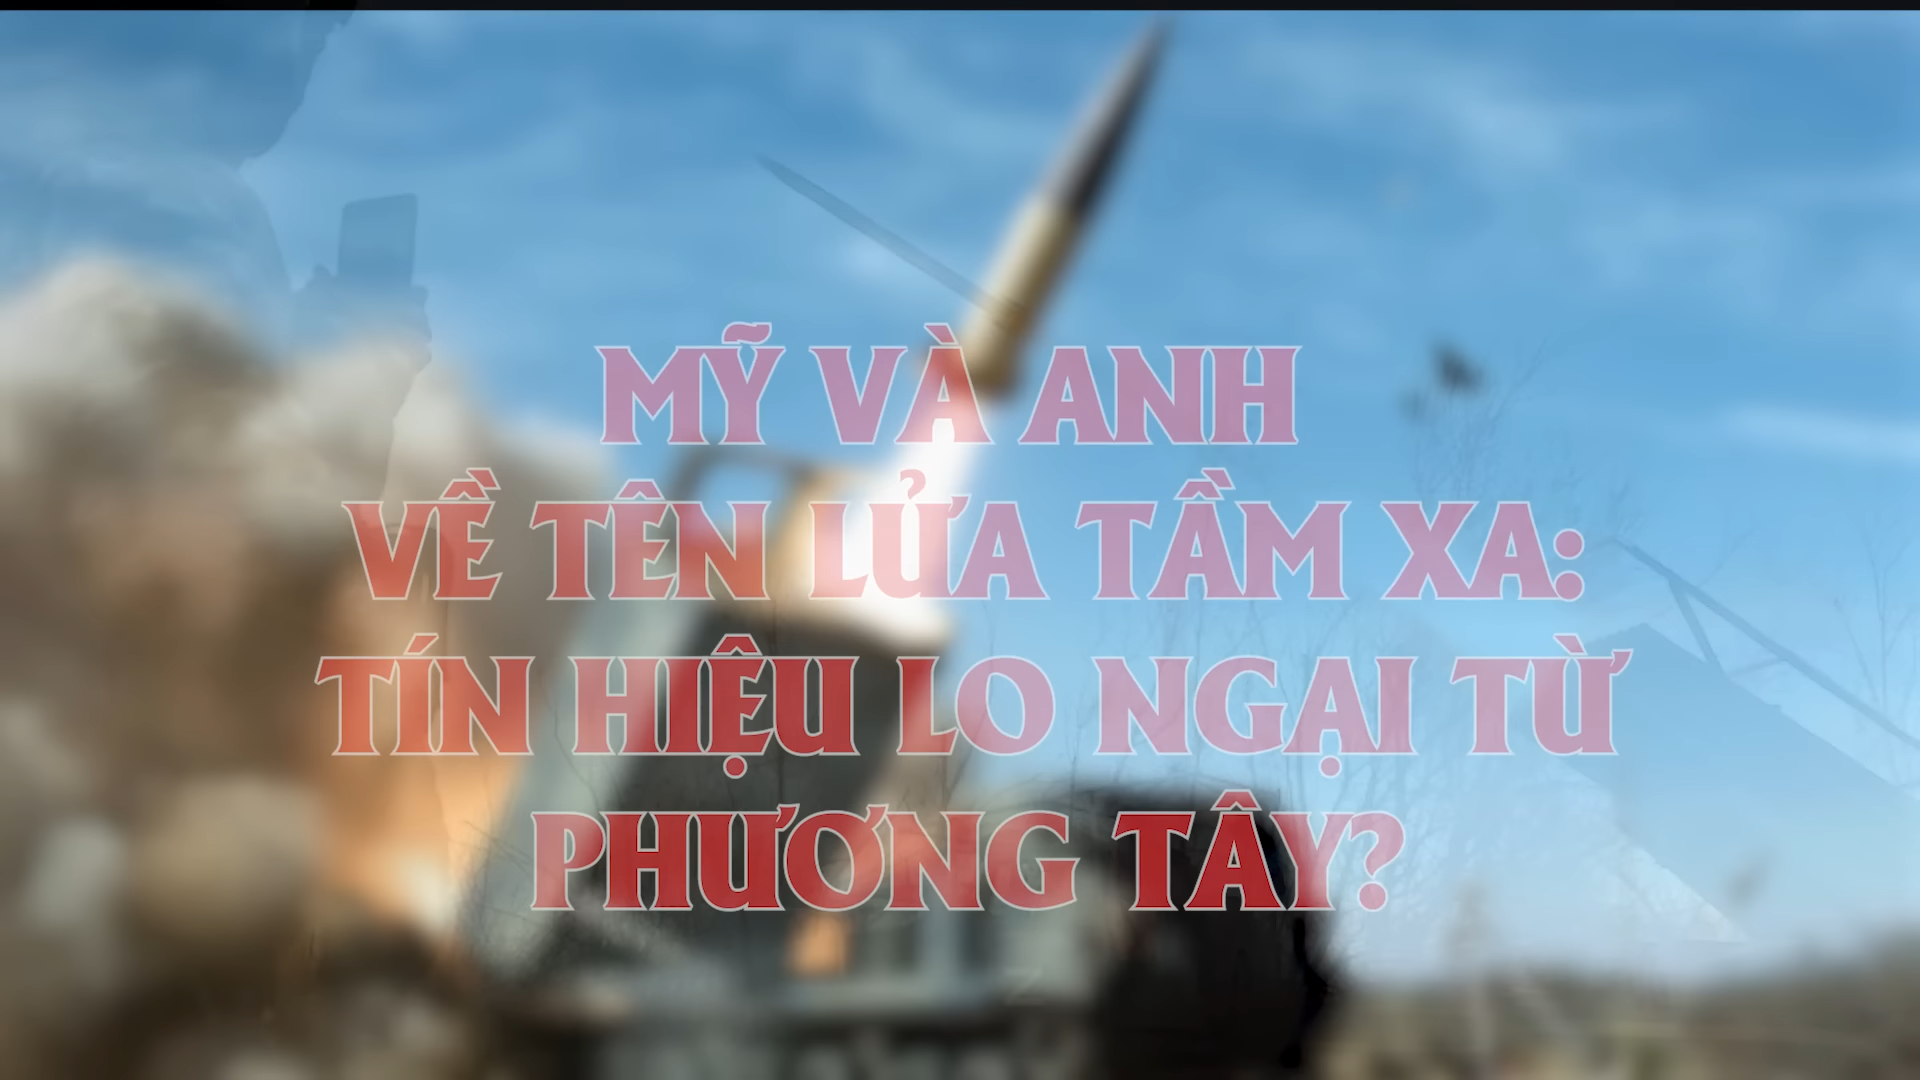 MỸ VÀ ANH
VỀ TÊN LỬA TẦM XA:
TÍN HIỆU LO NGẠI TỪ
PHƯƠNG TÂY?